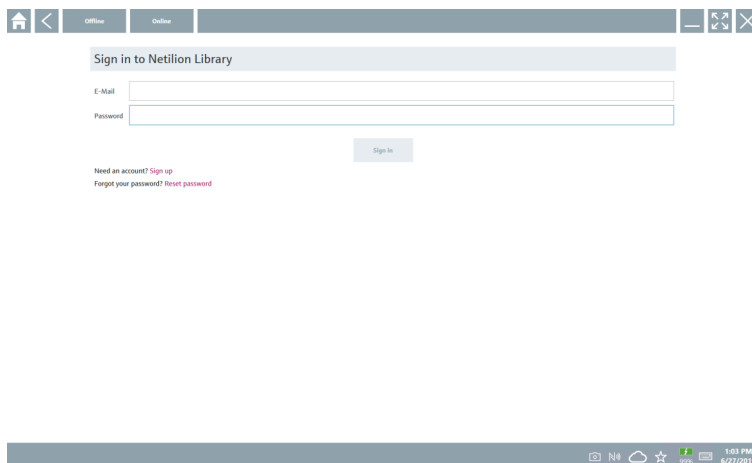 Offline Online
Sign in to Netilion Library
E-Mail
Password
Sign in
Need an account? Sign up
Forgot your password? Reset password
99%
1:03 PM